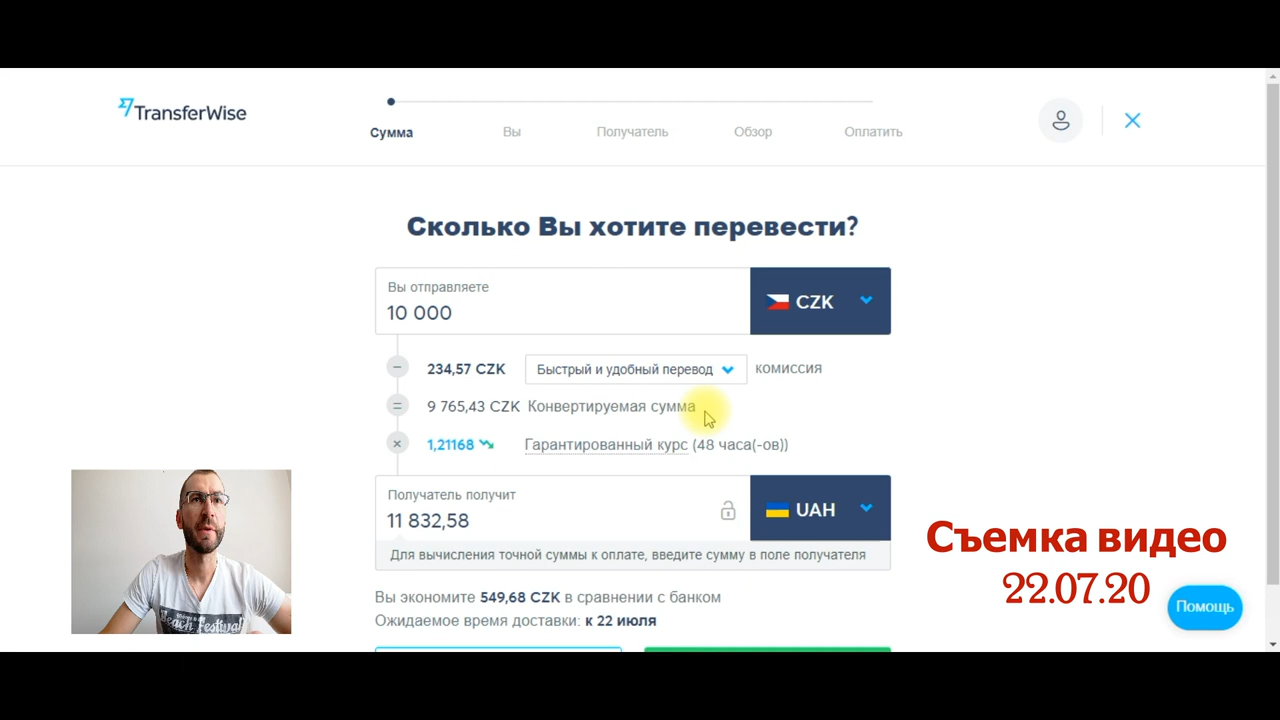 TransferWise
Сумма
Вы
Получатель
Обзор
Оплатить
Сколько Вы хотите перевести?
Вы отправляете
10 000
CZK
234,57 CZK Быстрый и удобный перевод комиссия
9 765,43 CZK Конвертируемая сумма
1,21168 Гарантированный курс (48 часа(-ов))
Получатель получит
11 832,58
UAH
Для вычисления точной суммы к оплате, введите сумму в поле получателя
Вы экономите 549,68 CZK в сравнении с банком
Ожидаемое время доставки: к 22 июля
Съемка видео
22.07.20
Помощь
Beach Festival